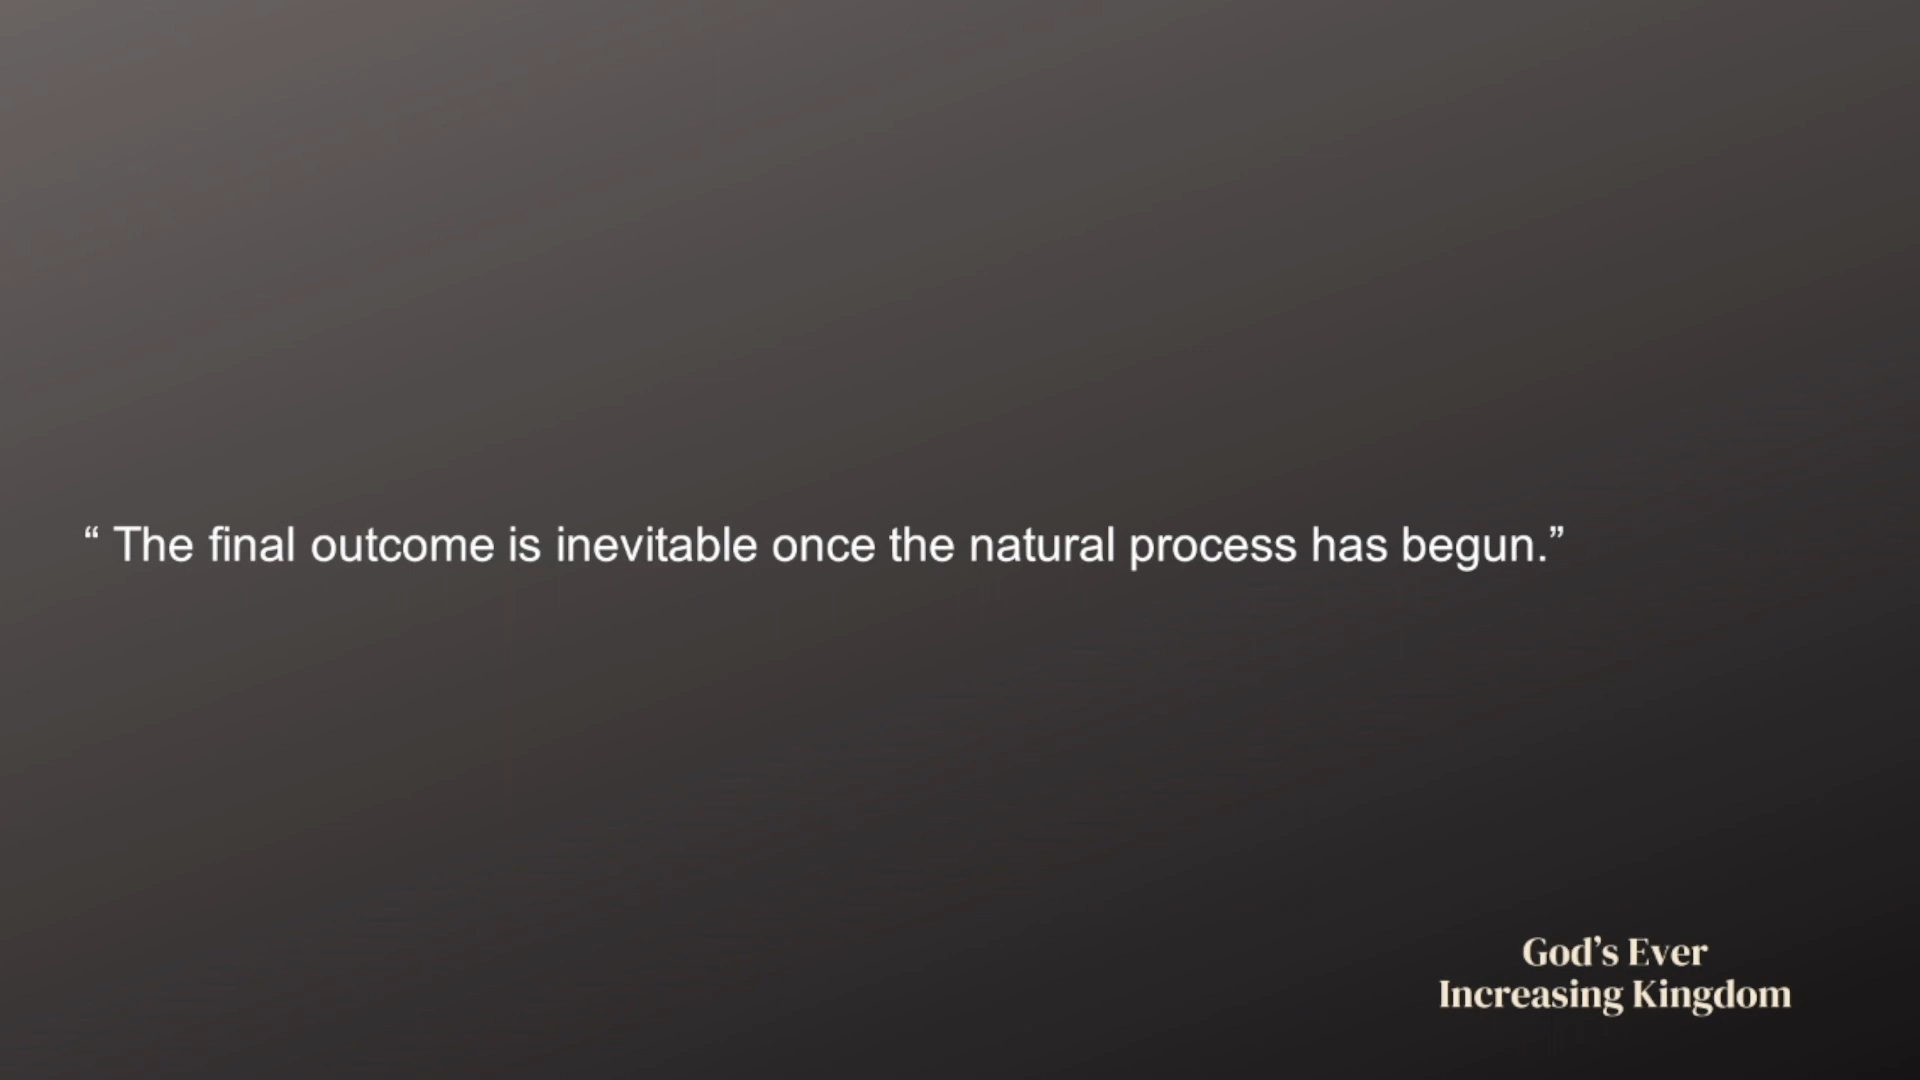 “ The final outcome is inevitable once the natural process has begun.”
God’s Ever
Increasing Kingdom